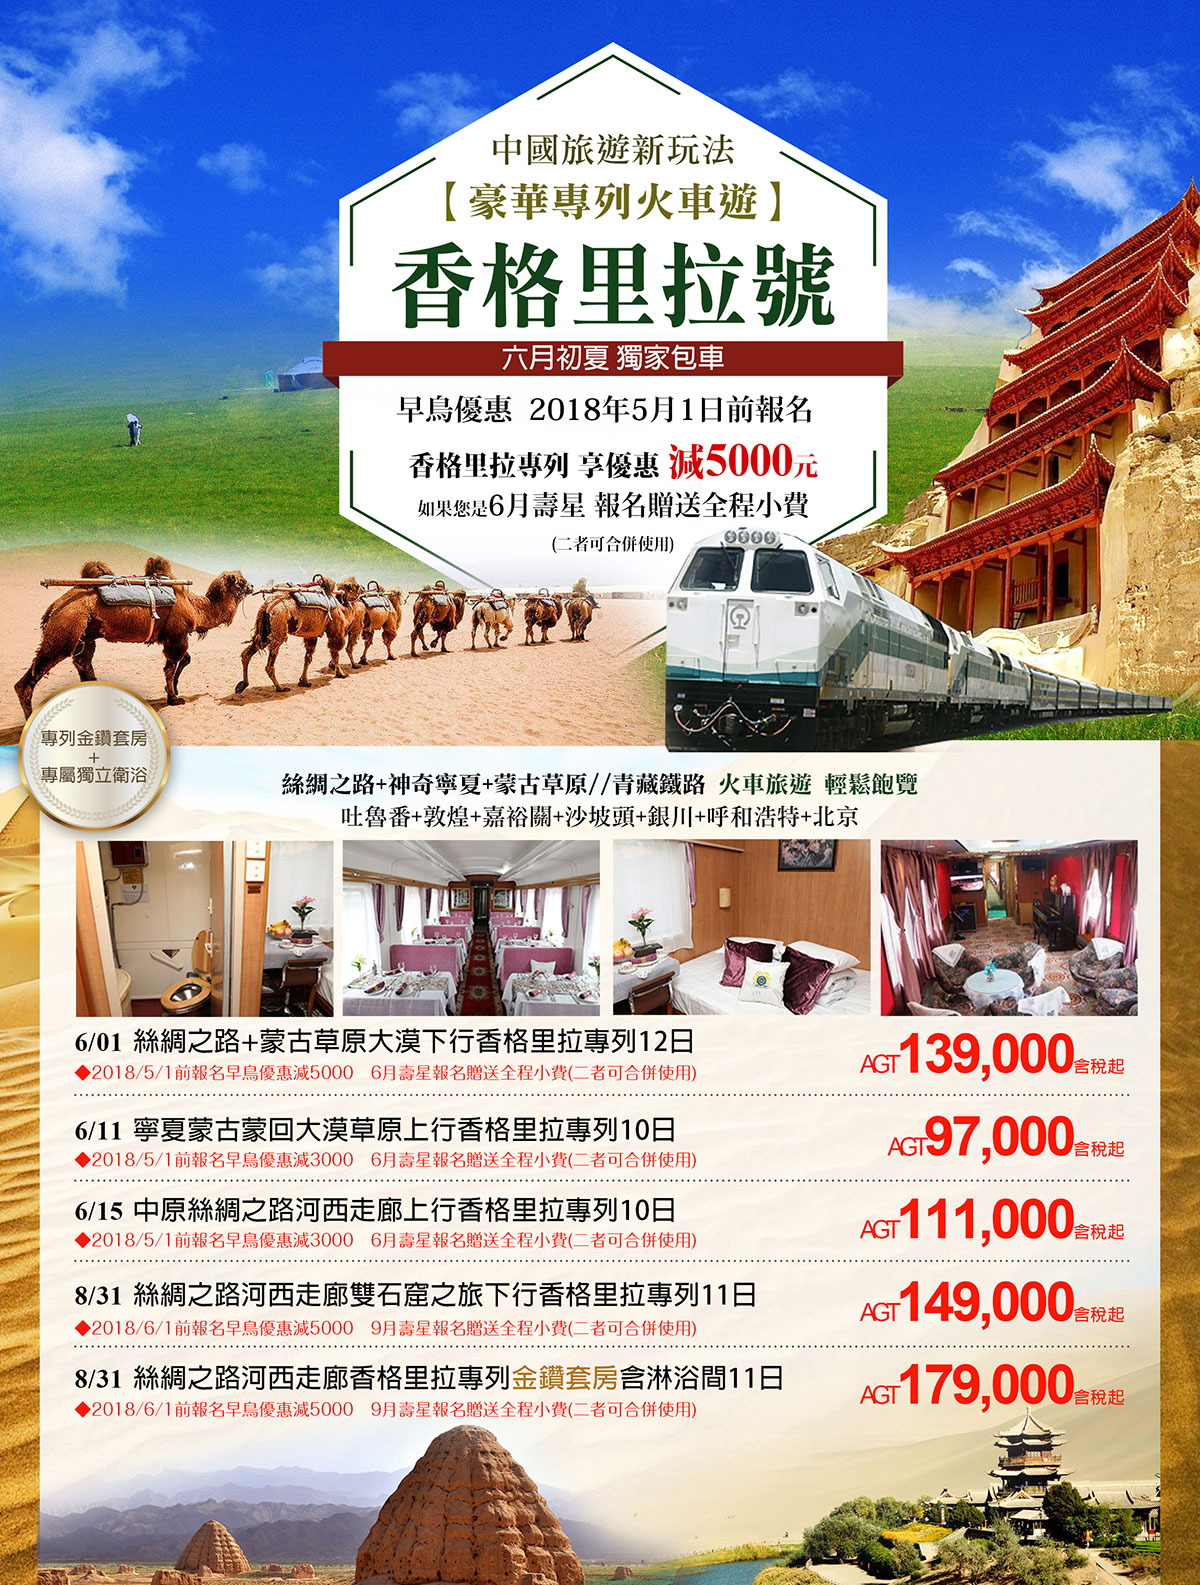 中國旅遊新玩法
【豪華專列火車遊】
香格里拉號
六月初夏 獨家包車
早鳥優惠 2018年5月1日前報名
香格里拉專列 享優惠 減5000元
如果您是6月壽星 報名贈送全程小費
(二者可合併使用)
專列金鑽套房
+
專屬獨立衛浴
絲綢之路+神奇寧夏+蒙古草原//青藏鐵路 火車旅遊 輕鬆飽覽
吐魯番+敦煌+嘉裕關+沙坡頭+銀川+呼和浩特+北京
6/01 絲綢之路+蒙古草原大漠下行香格里拉專列12日
◆2018/5/1前報名早鳥優惠減5000 6月壽星報名贈送全程小費(二者可合併使用)
AGT139,000含稅起
6/11 寧夏蒙古蒙回大漠草原上行香格里拉專列10日
◆2018/5/1前報名早鳥優惠減3000 6月壽星報名贈送全程小費(二者可合併使用)
AGT97,000含稅起
6/15 中原絲綢之路河西走廊上行香格里拉專列10日
◆2018/5/1前報名早鳥優惠減3000 6月壽星報名贈送全程小費(二者可合併使用)
AGT111,000含稅起
8/31 絲綢之路河西走廊雙石窟之旅下行香格里拉專列11日
◆2018/6/1前報名早鳥優惠減5000 9月壽星報名贈送全程小費(二者可合併使用)
AGT149,000含稅起
8/31 絲綢之路河西走廊香格里拉專列金鑽套房含淋浴間11日
◆2018/6/1前報名早鳥優惠減5000 9月壽星報名贈送全程小費(二者可合併使用)
AGT179,000含稅起